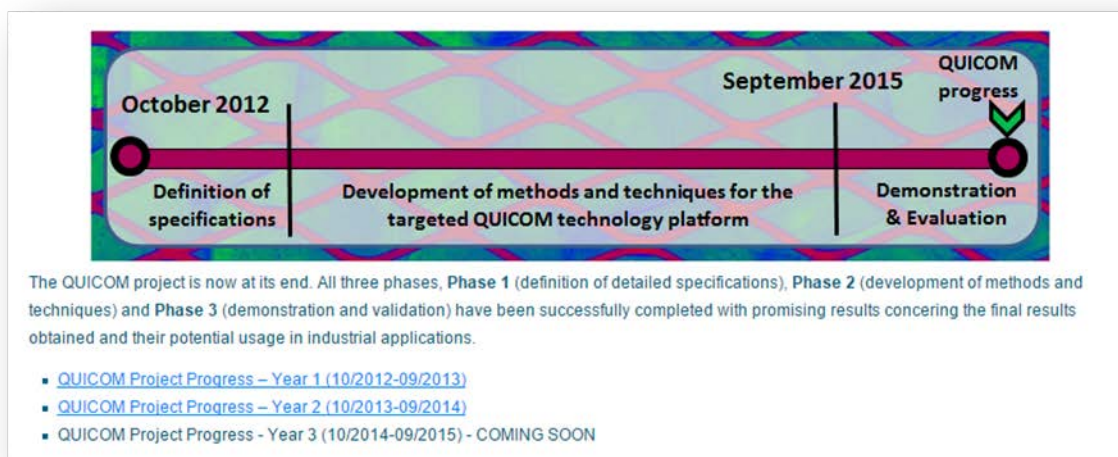 October 2012
September 2015
QUICOM
progress
Definition of
specifications
Development of methods and techniques for the
targeted QUICOM technology platform
Demonstration
& Evaluation
The QUICOM project is now at its end. All three phases, Phase 1 (definition of detailed specifications), Phase 2 (development of methods and
techniques) and Phase 3 (demonstration and validation) have been successfully completed with promising results concering the final results
obtained and their potential usage in industrial applications.
▪ QUICOM Project Progress – Year 1 (10/2012-09/2013)
▪ QUICOM Project Progress – Year 2 (10/2013-09/2014)
▪ QUICOM Project Progress - Year 3 (10/2014-09/2015) - COMING SOON